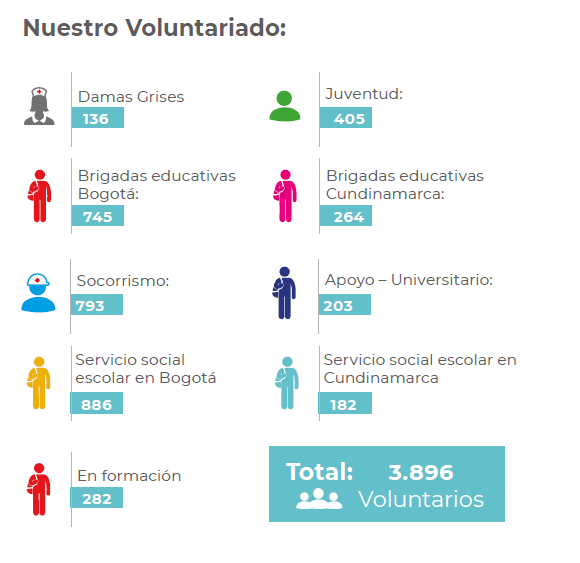 Nuestro Voluntariado:
Damas Grises
136
Juventud:
405
Brigadas educativas
Bogotá:
745
Brigadas educativas
Cundinamarca:
264
Socorrismo:
793
Apoyo – Universitario:
203
Servicio social
escolar en Bogotá
886
Servicio social escolar en
Cundinamarca
182
En formación
282
Total: 3.896
Voluntarios